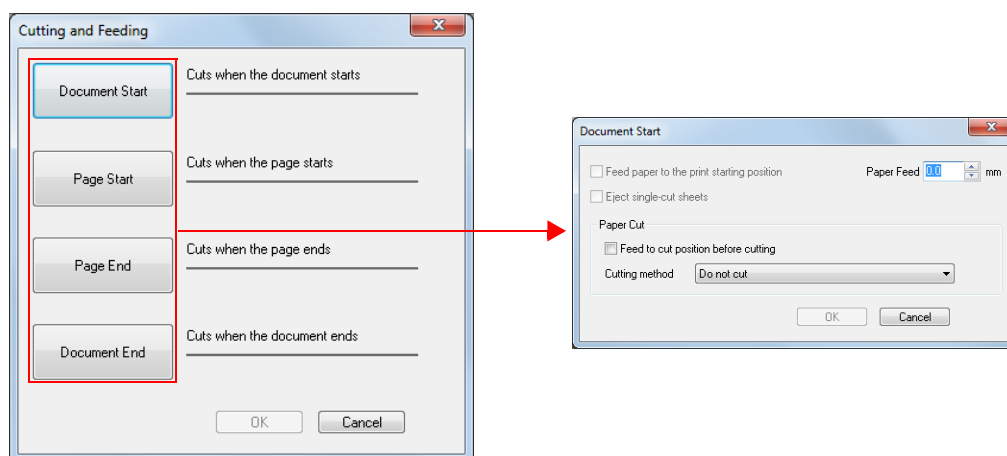 Cutting and Feeding
Document Start
Cuts when the document starts
Page Start
Cuts when the page starts
Page End
Cuts when the page ends
Document End
Cuts when the document ends
OK
Cancel
Document Start
Feed paper to the print starting position
Paper Feed 0.0 mm
Eject single-cut sheets
Paper Cut
Feed to cut position before cutting
Cutting method Do not cut
OK
Cancel